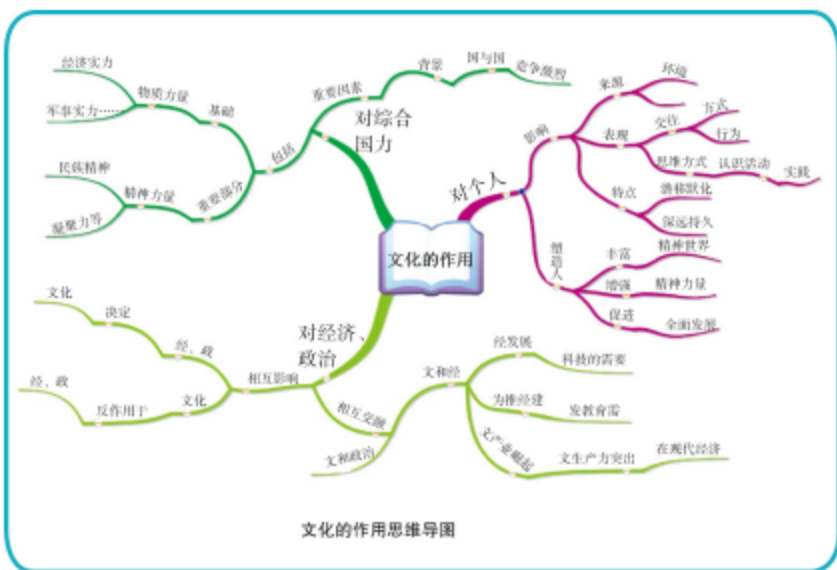 文化的作用
对综合
国力
重要因素
背景
国与国
竞争激烈
包括
基础
物质力量
经济实力
军事实力……
重要部分
精神力量
民族精神
凝聚力等
对个人
影响
来源
环境
表现
交往
方式
行为
思维方式
认识活动
实践
特点
潜移默化
深远持久
塑造人
丰富
精神世界
增强
精神力量
促进
全面发展
对经济、
政治
相互影响
经、政
决定
文化
文化
反作用于
经、政
相互交融
文和政治
文和经
经发展
科技的需要
为推经建
发教育需
文产业崛起
文生产力突出
在现代经济
文化的作用思维导图